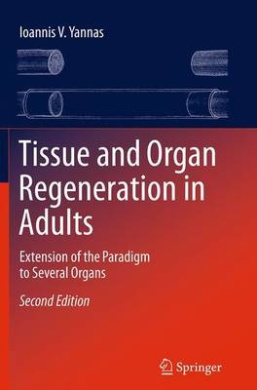 Ioannis V. Yannas
Tissue and Organ
Regeneration in
Adults
Extension of the Paradigm
to Several Organs
Second Edition
Springer